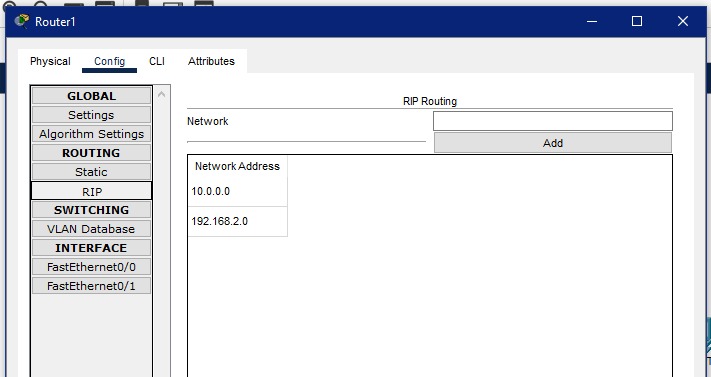 Router1
Physical Config CLI Attributes
GLOBAL
Settings
Algorithm Settings
ROUTING
Static
RIP
SWITCHING
VLAN Database
INTERFACE
FastEthernet0/0
FastEthernet0/1
RIP Routing
Network
Add
Network Address
10.0.0.0
192.168.2.0